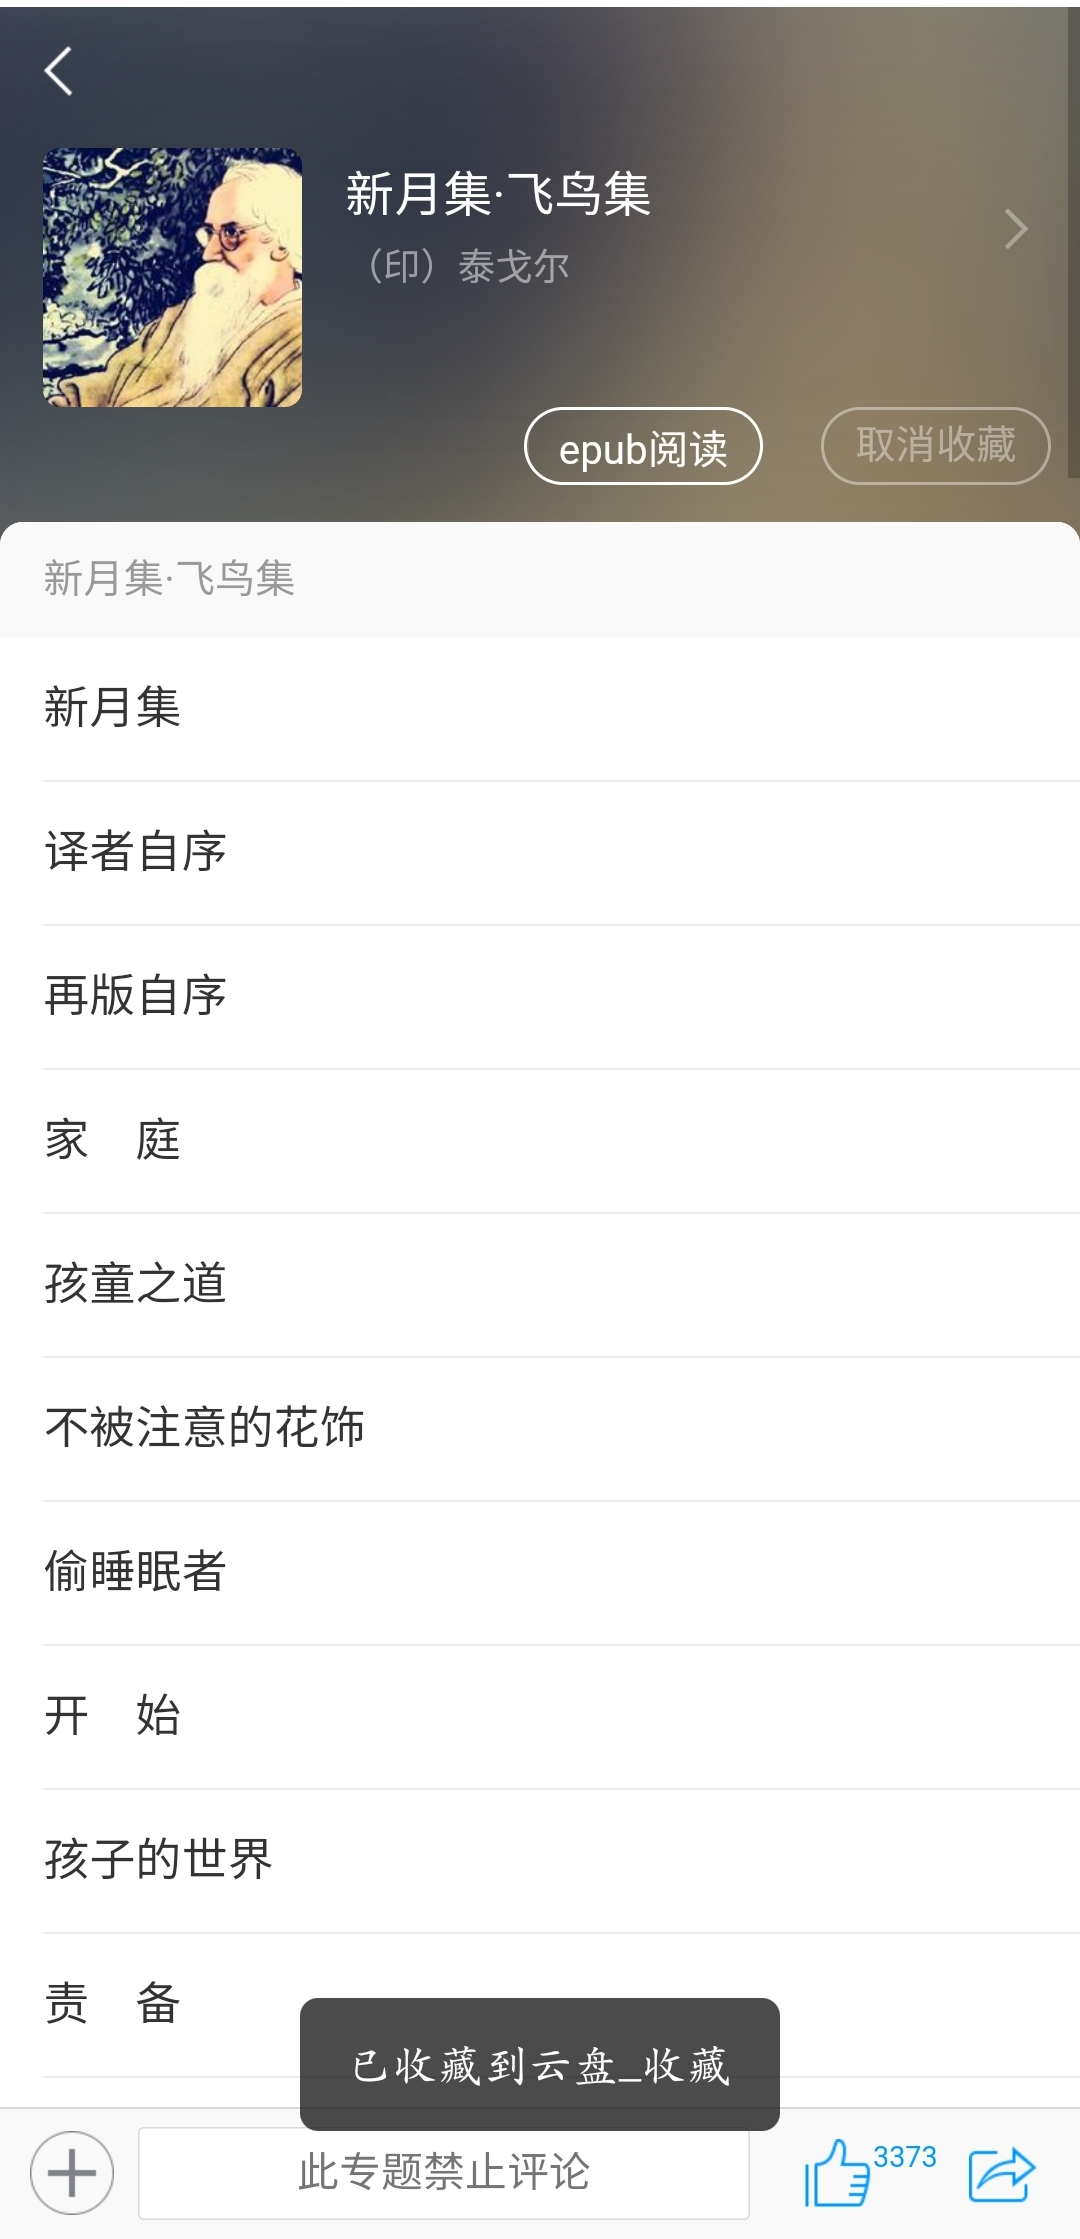 新月集·飞鸟集
（印）泰戈尔
epub阅读
取消收藏
新月集·飞鸟集
新月集
译者自序
再版自序
家　庭
孩童之道
不被注意的花饰
偷睡眠者
开　始
孩子的世界
责　备
已收藏到云盘_收藏
此专题禁止评论
3373